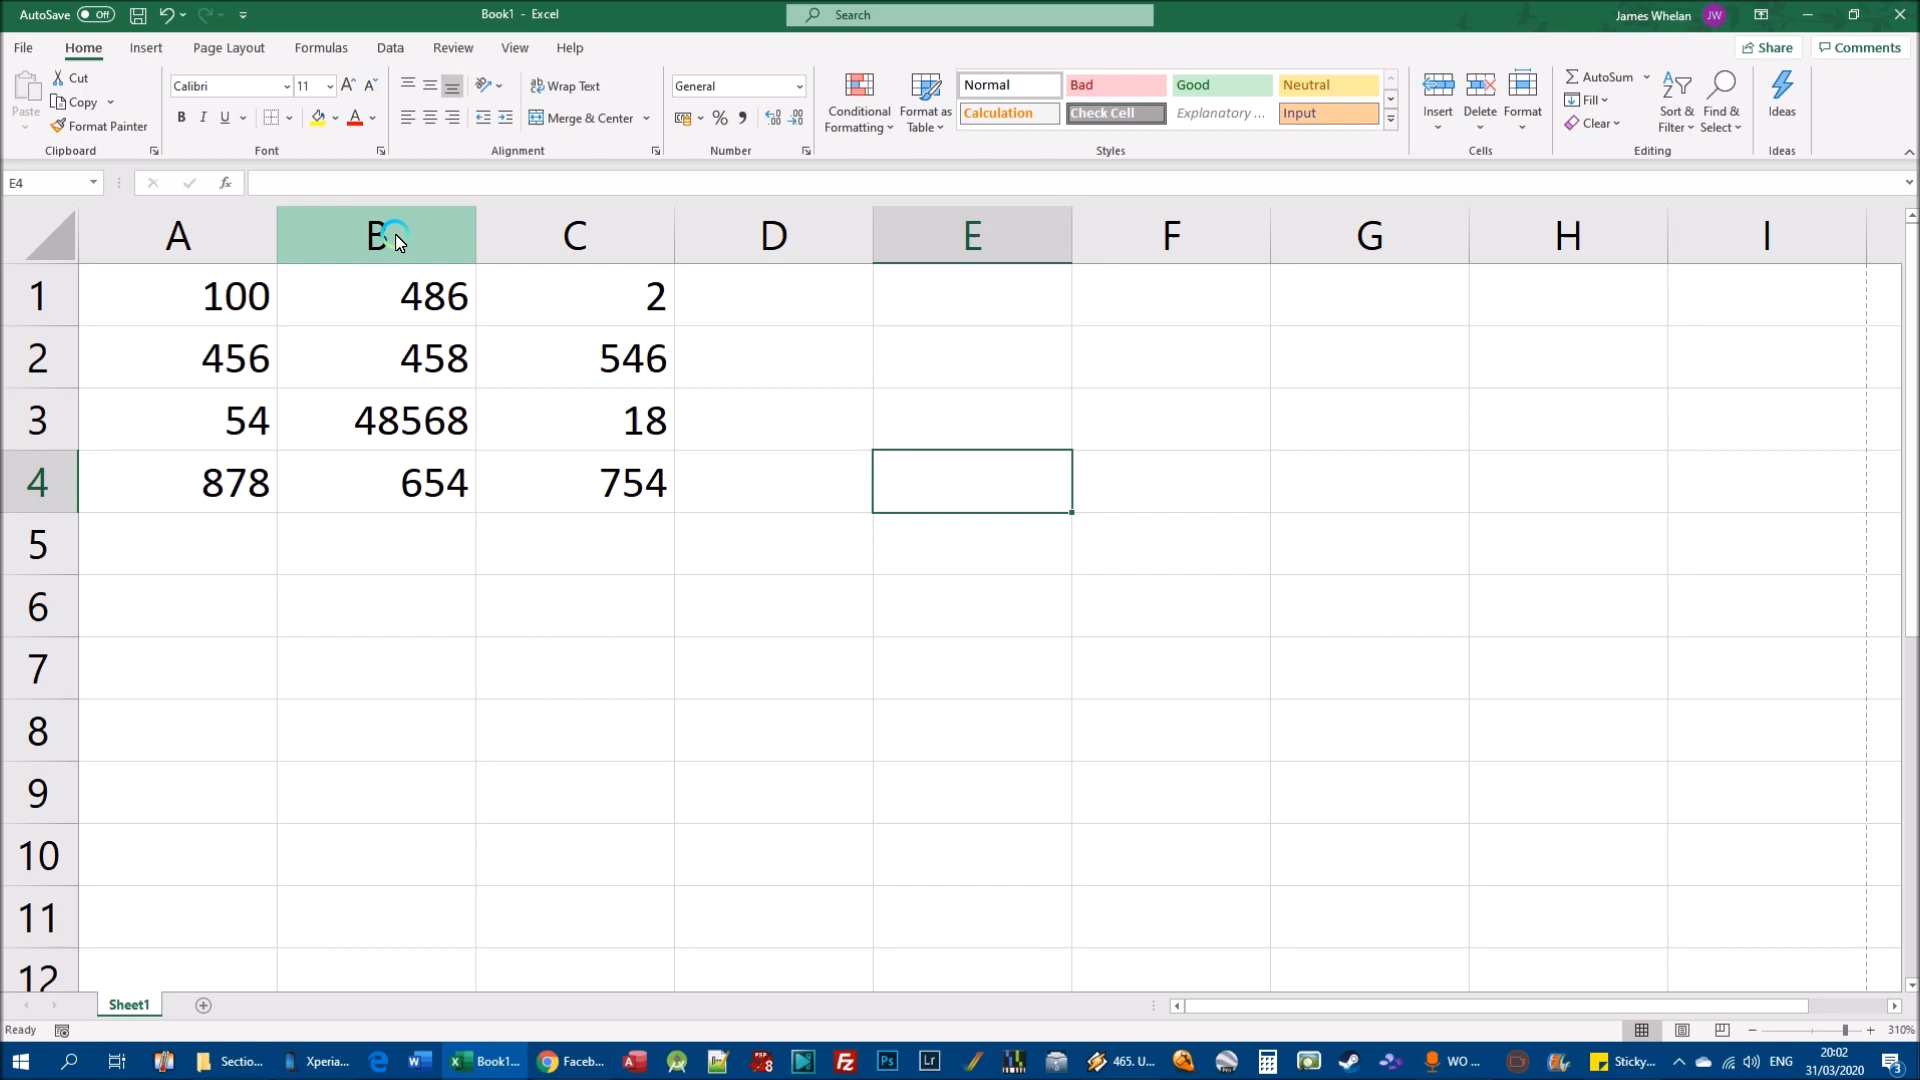 AutoSave Off Book1 - Excel Search James Whelan JW
File Home Insert Page Layout Formulas Data Review View Help Share Comments
Paste Cut Copy Format Painter Clipboard
Calibri 11 A A B I U A Font
Wrap Text Merge & Center Alignment
General % Number
Conditional Formatting Format as Table
Normal Bad Good Neutral
Calculation Check Cell Explanatory ... Input
Styles
Insert Delete Format Cells
AutoSum Fill Clear Sort & Filter Find & Select Editing
Ideas Ideas
E4 fx
A B C D E F G H I
1 100 486 2
2 456 458 546
3 54 48568 18
4 878 654 754
5
6
7
8
9
10
11
12
Sheet1
Ready 310%
Sectio... Xperia... Book1... Faceb... 465. U... WO ... Sticky... ENG 20:02
31/03/2020 3